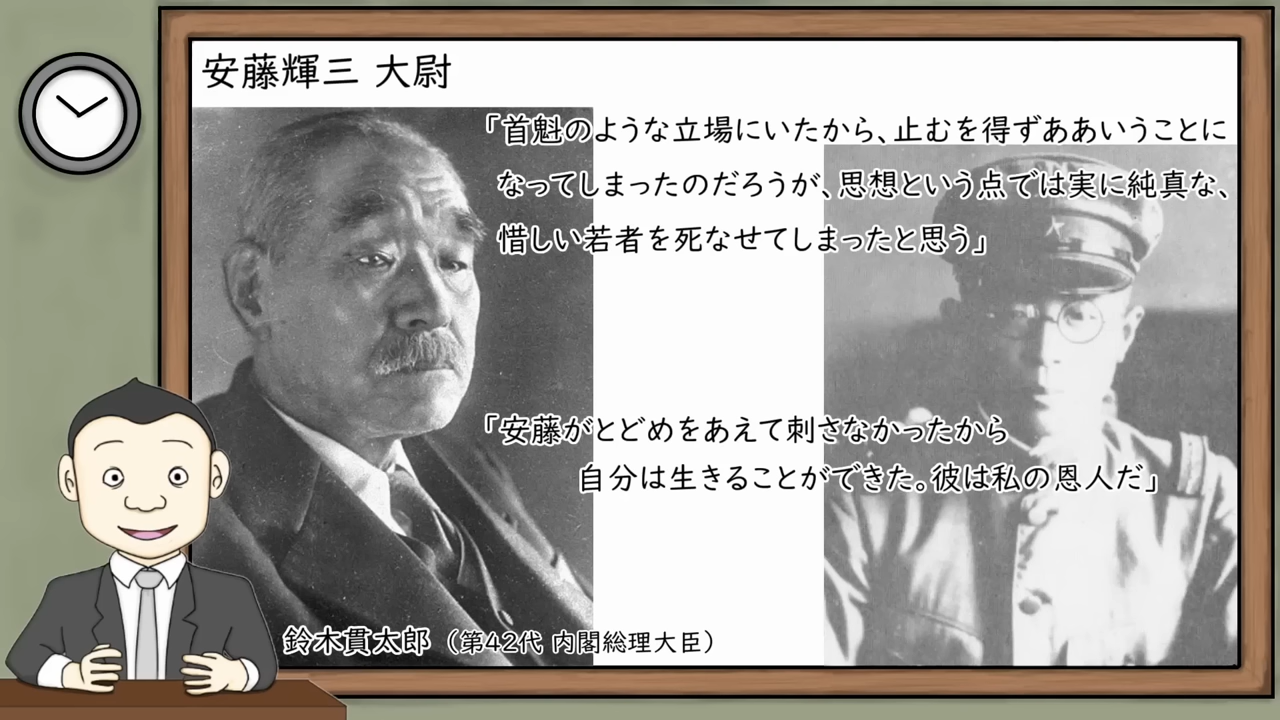 安藤輝三 大尉
「首魁のような立場にいたから、止むを得ずああいうことに
なってしまったのだろうが、思想という点では実に純真な、
惜しい若者を死なせてしまったと思う」
「安藤がとどめをあえて刺さなかったから
自分は生きることができた。彼は私の恩人だ」
鈴木貫太郎（第42代 内閣総理大臣）